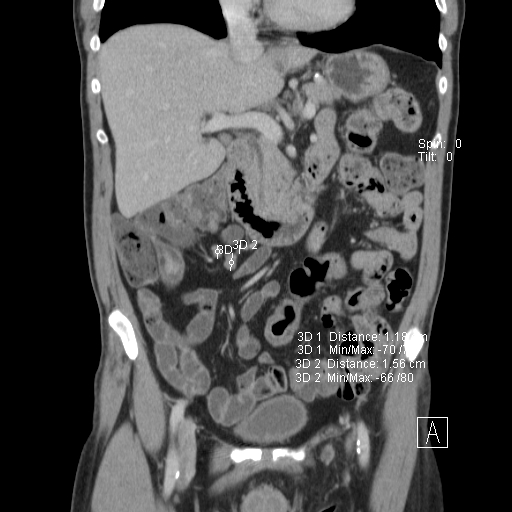 Spin: 0
Tilt: 0
3D 2
3D 1
3D 1 Distance: 1.18 cm
3D 1 Min/Max: -70 /
3D 2 Distance: 1.56 cm
3D 2 Min/Max: -66 /80
A